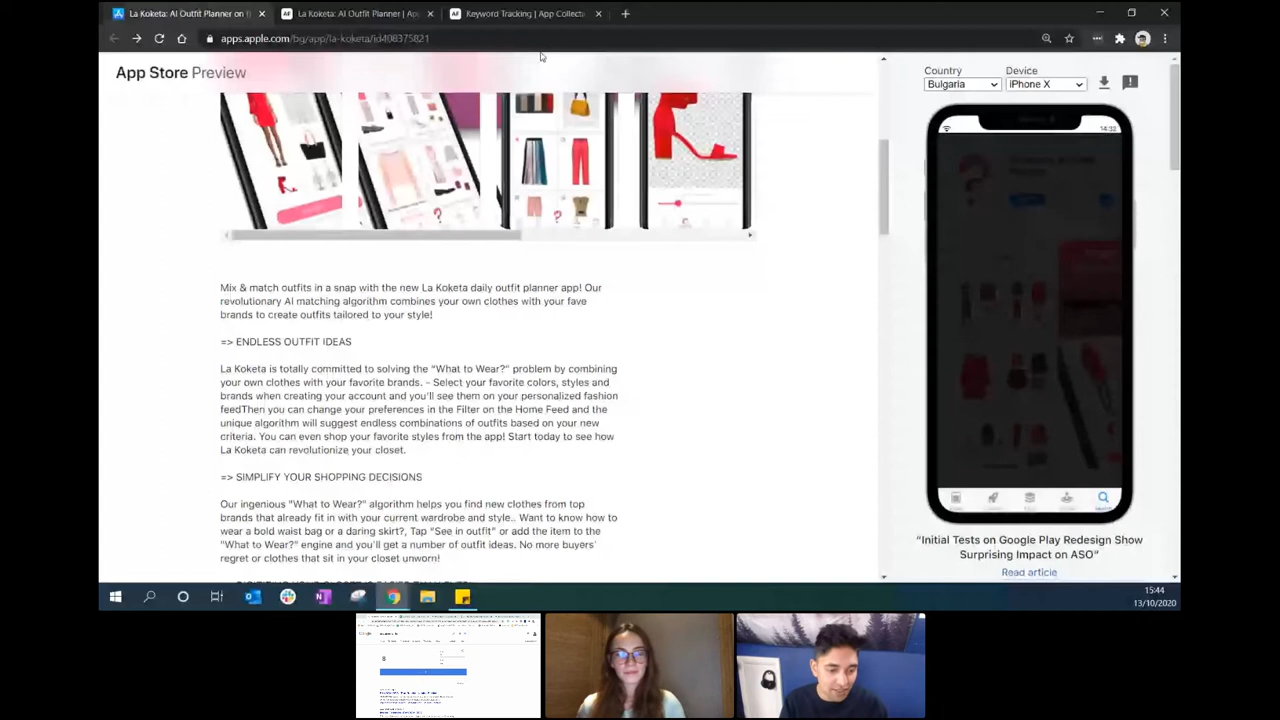 La Koketa: AI Outfit Planner on
La Koketa: AI Outfit Planner | Ap
Keyword Tracking | App Collecta
apps.apple.com/bg/app/la-koketa/id408375821
App Store Preview
Country
Device
Bulgaria
iPhone X
14:32
Mix & match outfits in a snap with the new La Koketa daily outfit planner app! Our
revolutionary AI matching algorithm combines your own clothes with your fave
brands to create outfits tailored to your style!
=> ENDLESS OUTFIT IDEAS
La Koketa is totally committed to solving the "What to Wear?" problem by combining
your own clothes with your favorite brands. - Select your favorite colors, styles and
brands when creating your account and you'll see them on your personalized fashion
feedThen you can change your preferences in the Filter on the Home Feed and the
unique algorithm will suggest endless combinations of outfits based on your new
criteria. You can even shop your favorite styles from the app! Start today to see how
La Koketa can revolutionize your closet.
=> SIMPLIFY YOUR SHOPPING DECISIONS
Our ingenious "What to Wear?" algorithm helps you find new clothes from top
brands that already fit in with your current wardrobe and style.. Want to know how to
wear a bold waist bag or a daring skirt?, Tap "See in outfit" or add the item to the
"What to Wear?" engine and you'll get a number of outfit ideas. No more buyers'
regret or clothes that sit in your closet unworn!
"Initial Tests on Google Play Redesign Show
Surprising Impact on ASO"
Read article
15:44
13/10/2020